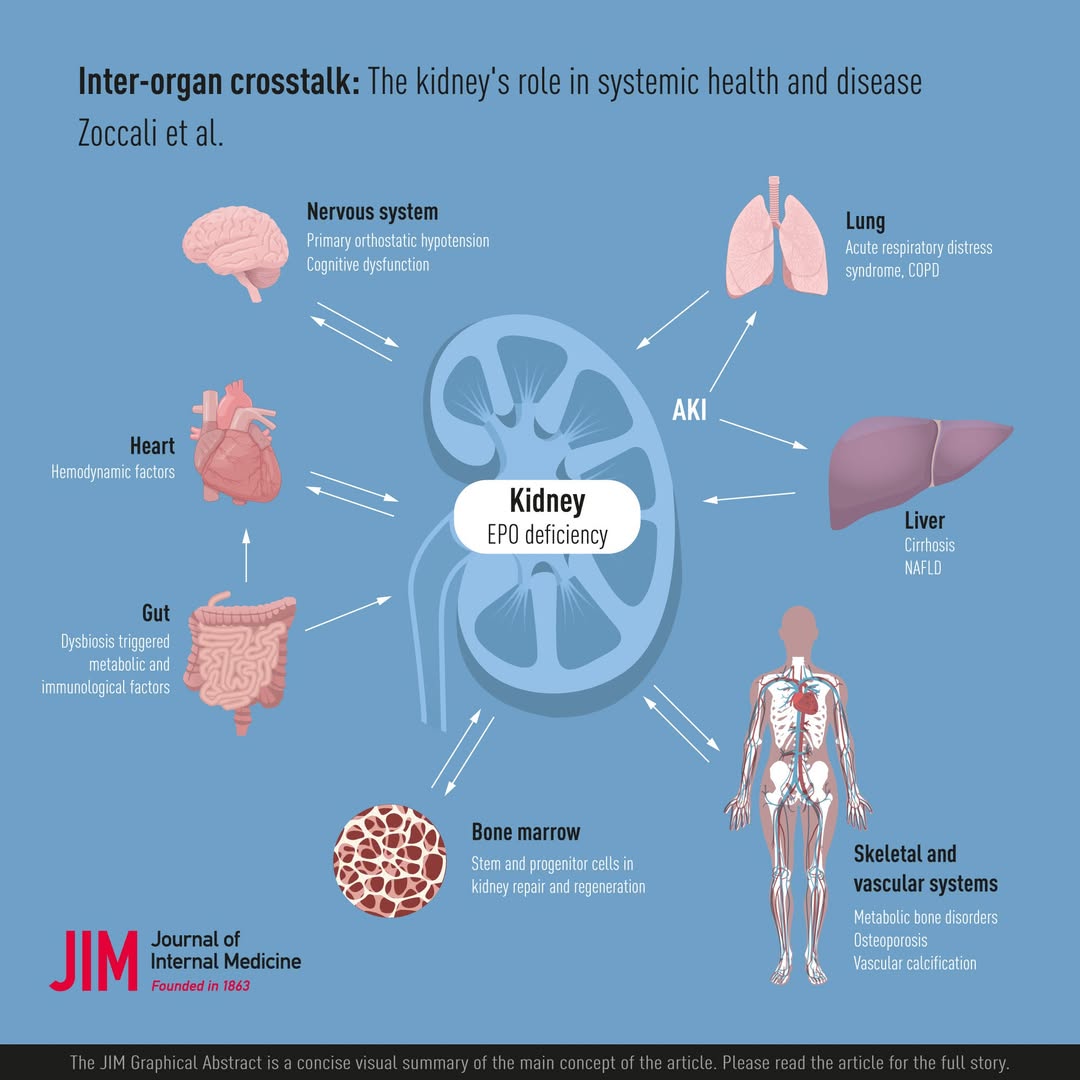 Inter-organ crosstalk: The kidney's role in systemic health and disease
Zoccali et al.
Nervous system
Primary orthostatic hypotension
Cognitive dysfunction
Lung
Acute respiratory distress
syndrome, COPD
AKI
Heart
Hemodynamic factors
Kidney
EPO deficiency
Liver
Cirrhosis
NAFLD
Gut
Dysbiosis triggered
metabolic and
immunological factors
Bone marrow
Stem and progenitor cells in
kidney repair and regeneration
Skeletal and
vascular systems
Metabolic bone disorders
Osteoporosis
Vascular calcification
JIM
Journal of
Internal Medicine
Founded in 1863
The JIM Graphical Abstract is a concise visual summary of the main concept of the article. Please read the article for the full story.